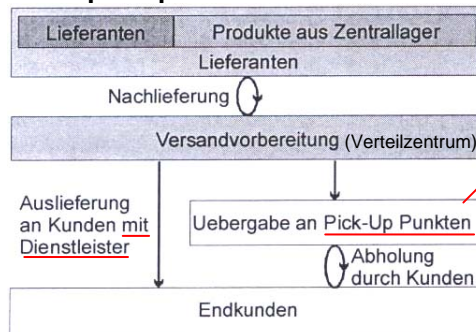 Lieferanten
Produkte aus Zentrallager
Lieferanten
Nachlieferung
Versandvorbereitung (Verteilzentrum)
Auslieferung
an Kunden mit
Dienstleister
Uebergabe an Pick-Up Punkten
Abholung
durch Kunden
Endkunden